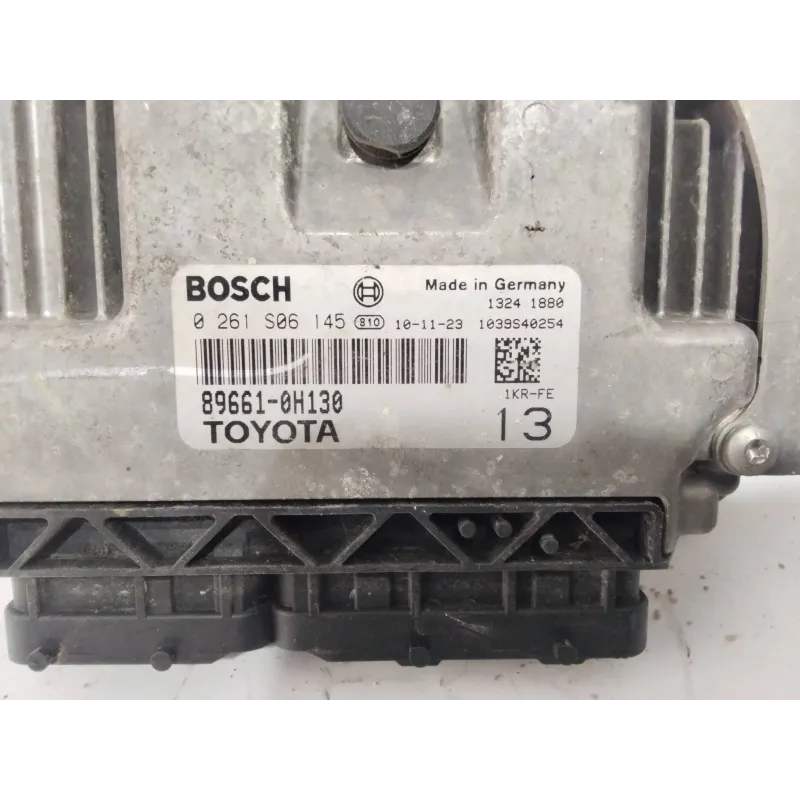 BOSCH Made in Germany
1324 1880
0 261 S06 145 810 10-11-23 1039S40254
89661-0H130 1KR-FE
TOYOTA 13